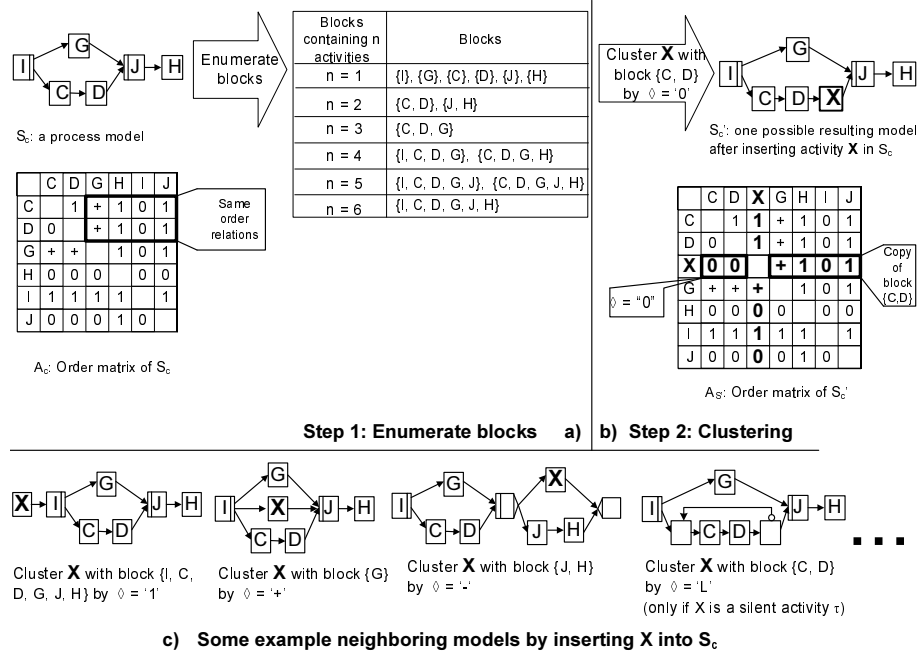 G
I J H
C D
Sc: a process model
Enumerate
blocks
Blocks
containing n
activities
Blocks
n = 1 {I}, {G}, {C}, {D}, {J}, {H}
n = 2 {C, D}, {J, H}
n = 3 {C, D, G}
n = 4 {I, C, D, G}, {C, D, G, H}
n = 5 {I, C, D, G, J}, {C, D, G, J, H}
n = 6 {I, C, D, G, J, H}
C D G H I J
C 1 + 1 0 1
D 0 + 1 0 1
G + + 1 0 1
H 0 0 0 0 0
I 1 1 1 1 1
J 0 0 0 1 0
Same
order
relations
Ac: Order matrix of Sc
Step 1: Enumerate blocks a)
Cluster X with
block {C, D}
by ◊ = '0'
G
I J H
C D X
Sc': one possible resulting model
after inserting activity X in Sc
C D X G H I J
C 1 1 + 1 0 1
D 0 1 + 1 0 1
X 0 0 + 1 0 1
G + + + 1 0 1
H 0 0 0 0 0 0
I 1 1 1 1 1 1
J 0 0 0 0 1 0
◊ = "0"
Copy
of
block
{C,D}
AS': Order matrix of Sc'
b) Step 2: Clustering
G
X I J H
C D
Cluster X with block {I, C,
D, G, J, H} by ◊ = '1'
G
I X J H
C D
Cluster X with block {G}
by ◊ = '+'
G X
I
C D J H
Cluster X with block {J, H}
by ◊ = '-'
G
I J H
C D
Cluster X with block {C, D}
by ◊ = 'L'
(only if X is a silent activity τ)
...
c) Some example neighboring models by inserting X into Sc